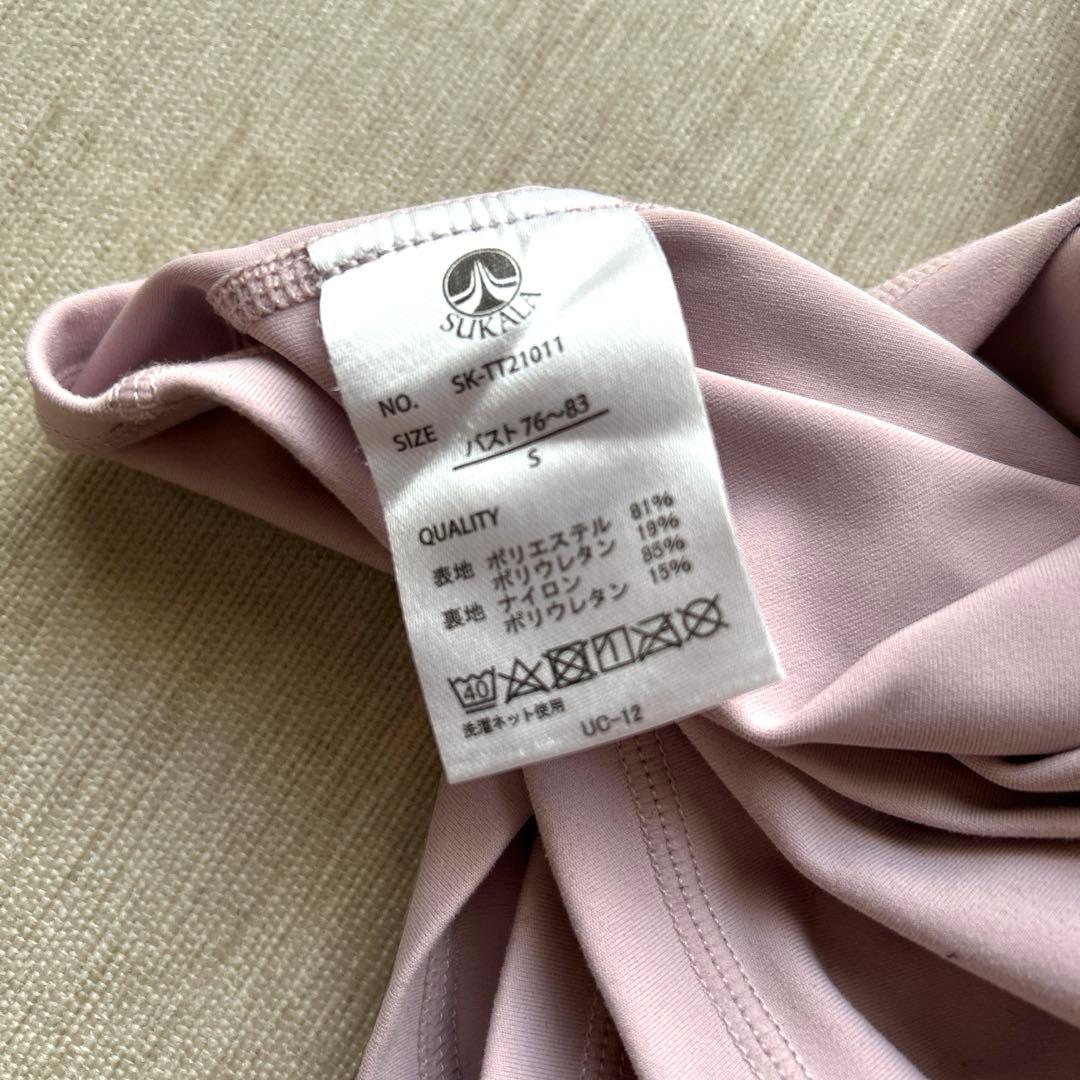 SUKALA
NO. SK-TT21011
SIZE バスト 76〜83
S
QUALITY
表地 ポリエステル 81%
ポリウレタン 19%
裏地 ナイロン 85%
ポリウレタン 15%
40
洗濯ネット使用
UC-12